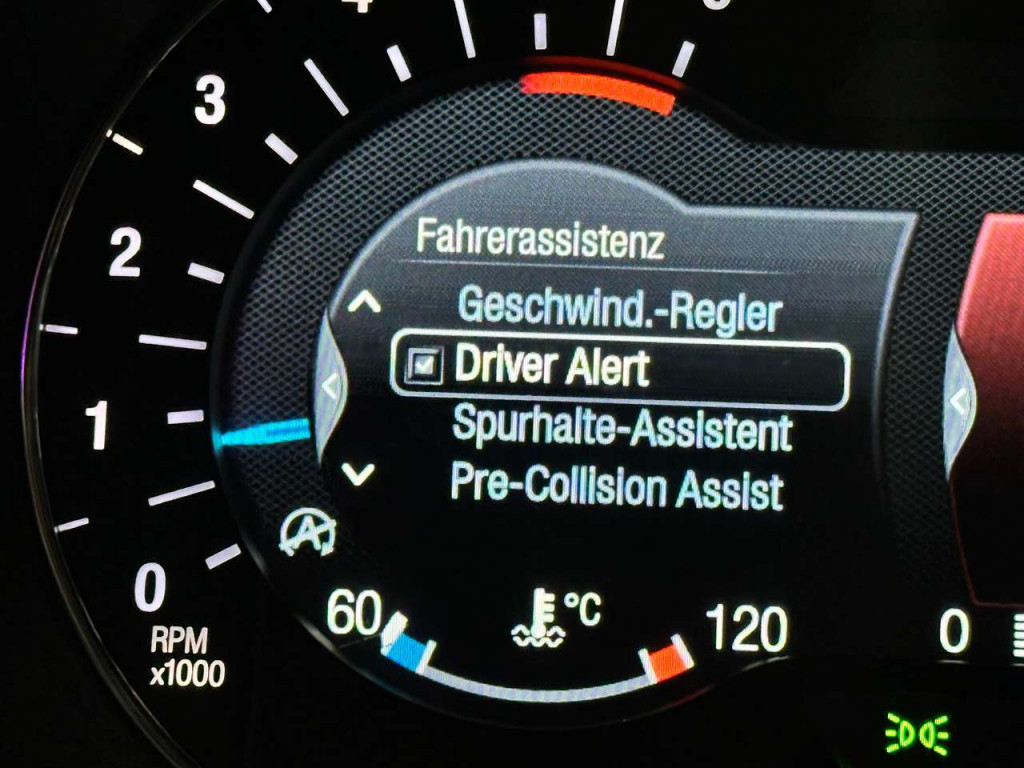 3
2
1
0
RPM
x1000
Fahrerassistenz
Geschwind.-Regler
Driver Alert
Spurhalte-Assistent
Pre-Collision Assist
A
60
°C
120
0